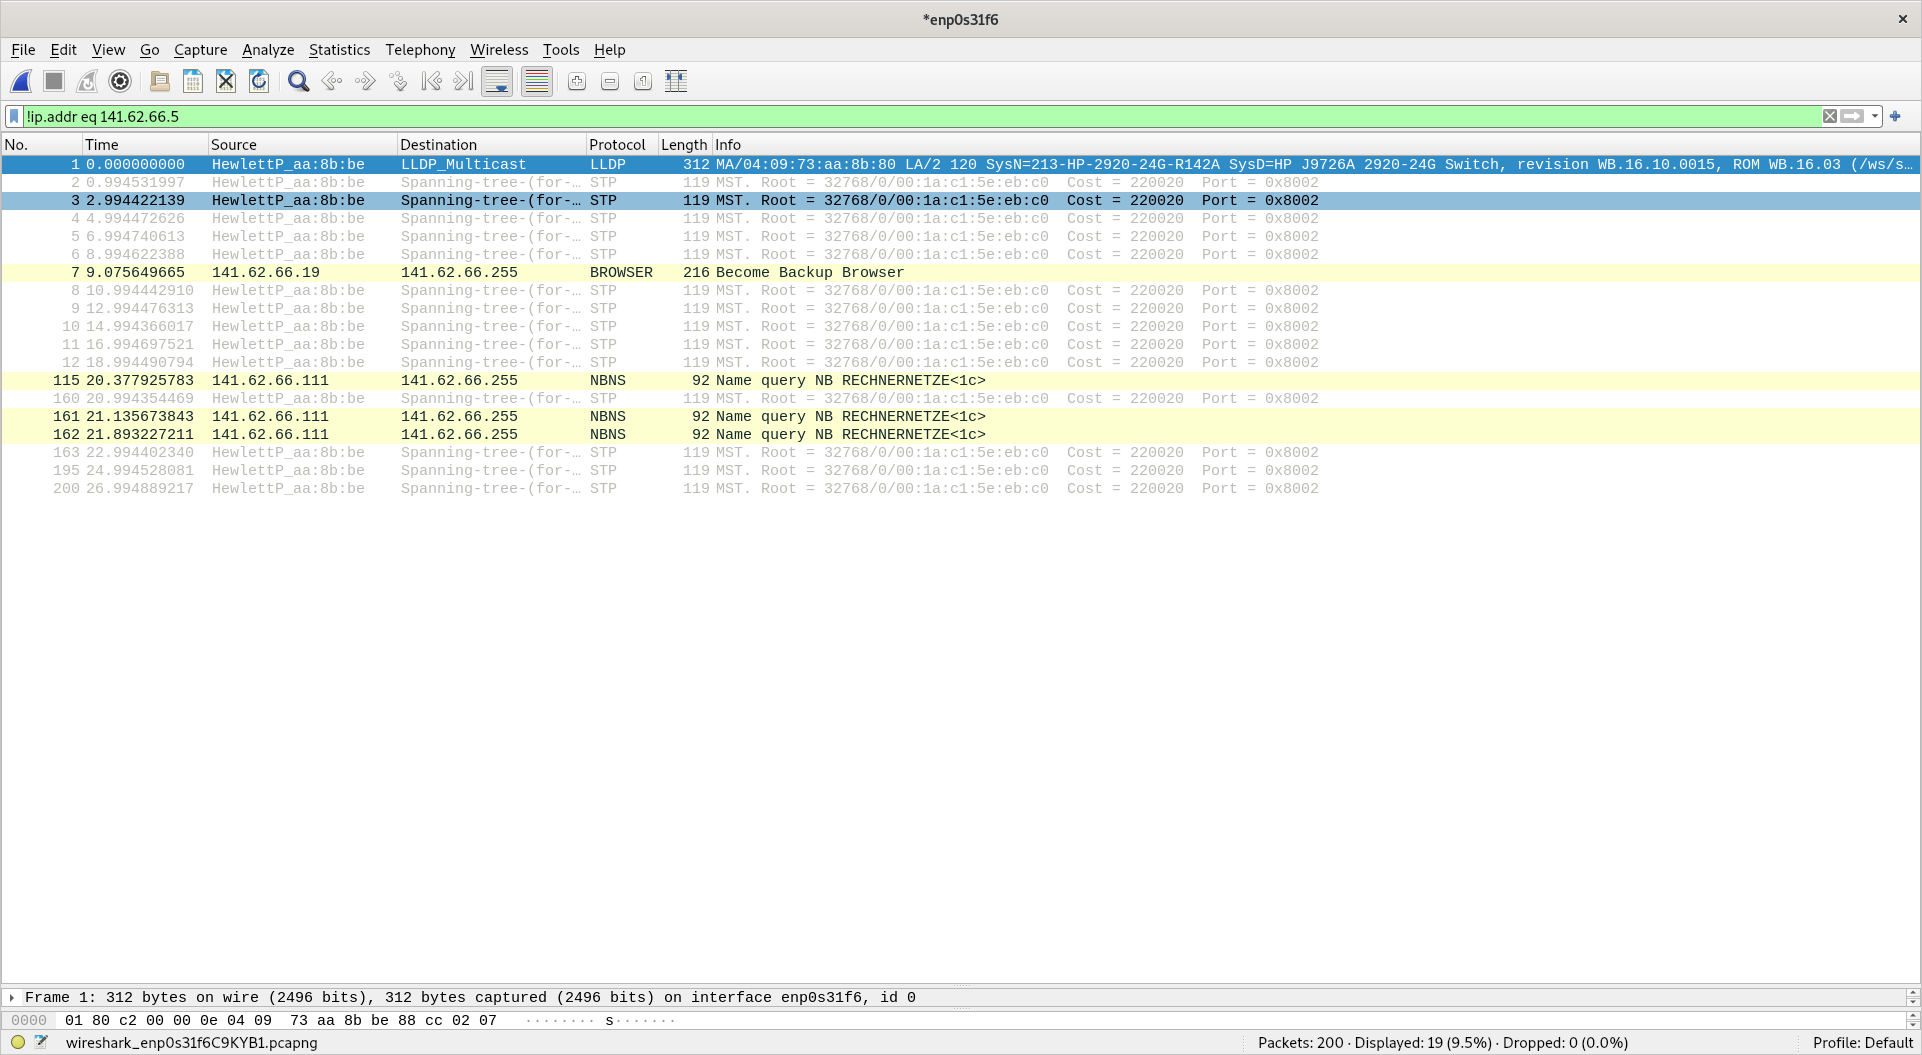 *enp0s31f6 ×
File Edit View Go Capture Analyze Statistics Telephony Wireless Tools Help
!ip.addr eq 141.62.66.5
No. Time Source Destination Protocol Length Info
1 0.000000000 HewlettP_aa:8b:be LLDP_Multicast LLDP 312 MA/04:09:73:aa:8b:80 LA/2 120 SysN=213-HP-2920-24G-R142A SysD=HP J9726A 2920-24G Switch, revision WB.16.10.0015, ROM WB.16.03 (/ws/s…
2 0.994531997 HewlettP_aa:8b:be Spanning-tree-(for-… STP 119 MST. Root = 32768/0/00:1a:c1:5e:eb:c0 Cost = 220020 Port = 0x8002
3 2.994422139 HewlettP_aa:8b:be Spanning-tree-(for-… STP 119 MST. Root = 32768/0/00:1a:c1:5e:eb:c0 Cost = 220020 Port = 0x8002
4 4.994472626 HewlettP_aa:8b:be Spanning-tree-(for-… STP 119 MST. Root = 32768/0/00:1a:c1:5e:eb:c0 Cost = 220020 Port = 0x8002
5 6.994740613 HewlettP_aa:8b:be Spanning-tree-(for-… STP 119 MST. Root = 32768/0/00:1a:c1:5e:eb:c0 Cost = 220020 Port = 0x8002
6 8.994622388 HewlettP_aa:8b:be Spanning-tree-(for-… STP 119 MST. Root = 32768/0/00:1a:c1:5e:eb:c0 Cost = 220020 Port = 0x8002
7 9.075649665 141.62.66.19 141.62.66.255 BROWSER 216 Become Backup Browser
8 10.994442910 HewlettP_aa:8b:be Spanning-tree-(for-… STP 119 MST. Root = 32768/0/00:1a:c1:5e:eb:c0 Cost = 220020 Port = 0x8002
9 12.994476313 HewlettP_aa:8b:be Spanning-tree-(for-… STP 119 MST. Root = 32768/0/00:1a:c1:5e:eb:c0 Cost = 220020 Port = 0x8002
10 14.994366017 HewlettP_aa:8b:be Spanning-tree-(for-… STP 119 MST. Root = 32768/0/00:1a:c1:5e:eb:c0 Cost = 220020 Port = 0x8002
11 16.994697521 HewlettP_aa:8b:be Spanning-tree-(for-… STP 119 MST. Root = 32768/0/00:1a:c1:5e:eb:c0 Cost = 220020 Port = 0x8002
12 18.994490794 HewlettP_aa:8b:be Spanning-tree-(for-… STP 119 MST. Root = 32768/0/00:1a:c1:5e:eb:c0 Cost = 220020 Port = 0x8002
115 20.377925783 141.62.66.111 141.62.66.255 NBNS 92 Name query NB RECHNERNETZE<1c>
160 20.994354469 HewlettP_aa:8b:be Spanning-tree-(for-… STP 119 MST. Root = 32768/0/00:1a:c1:5e:eb:c0 Cost = 220020 Port = 0x8002
161 21.135673843 141.62.66.111 141.62.66.255 NBNS 92 Name query NB RECHNERNETZE<1c>
162 21.893227211 141.62.66.111 141.62.66.255 NBNS 92 Name query NB RECHNERNETZE<1c>
163 22.994402340 HewlettP_aa:8b:be Spanning-tree-(for-… STP 119 MST. Root = 32768/0/00:1a:c1:5e:eb:c0 Cost = 220020 Port = 0x8002
195 24.994528081 HewlettP_aa:8b:be Spanning-tree-(for-… STP 119 MST. Root = 32768/0/00:1a:c1:5e:eb:c0 Cost = 220020 Port = 0x8002
200 26.994889217 HewlettP_aa:8b:be Spanning-tree-(for-… STP 119 MST. Root = 32768/0/00:1a:c1:5e:eb:c0 Cost = 220020 Port = 0x8002
Frame 1: 312 bytes on wire (2496 bits), 312 bytes captured (2496 bits) on interface enp0s31f6, id 0
0000 01 80 c2 00 00 0e 04 09 73 aa 8b be 88 cc 02 07 ········ s·······
wireshark_enp0s31f6C9KYB1.pcapng Packets: 200 · Displayed: 19 (9.5%) · Dropped: 0 (0.0%) Profile: Default